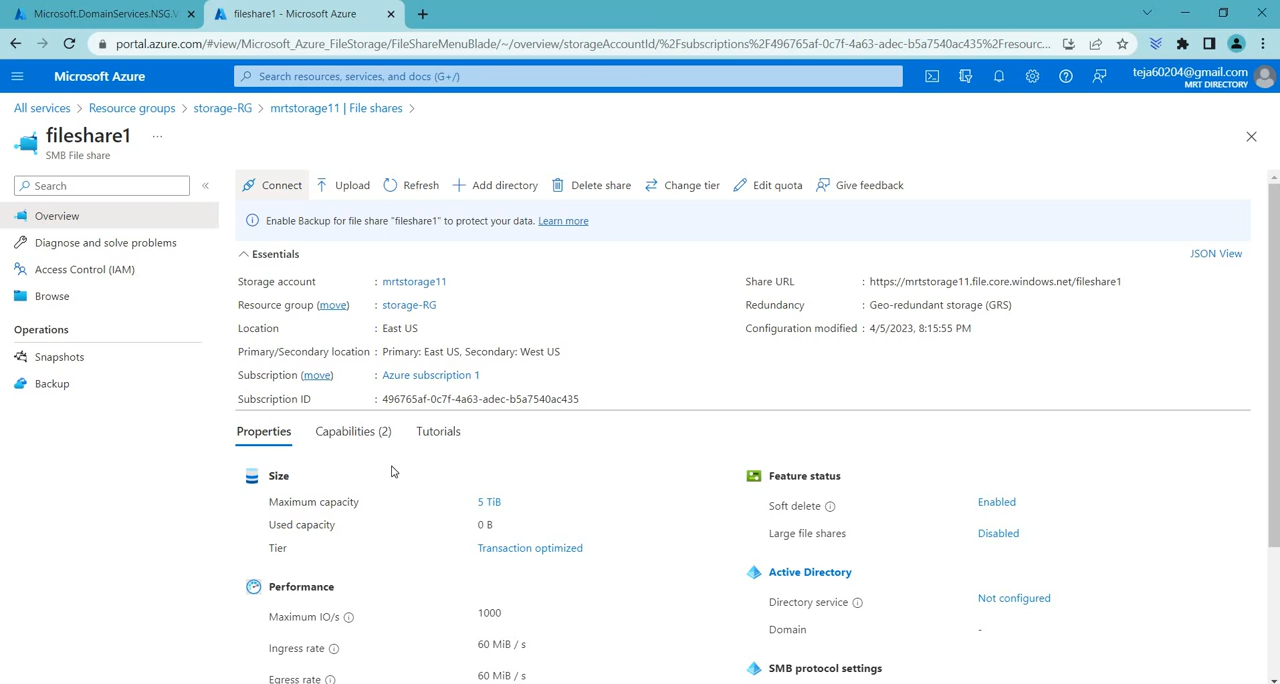 Microsoft.DomainServices.NSG.V
fileshare1 - Microsoft Azure
portal.azure.com/#view/Microsoft_Azure_FileStorage/FileShareMenuBlade/~/overview/storageAccountId/%2Fsubscriptions%2F496765af-0c7f-4a63-adec-b5a7540ac435%2Fresourc...
Microsoft Azure
Search resources, services, and docs (G+/)
teja60204@gmail.com
MRT DIRECTORY
All services > Resource groups > storage-RG > mrtstorage11 | File shares >
fileshare1 ...
SMB File share
Search
«
Overview
Diagnose and solve problems
Access Control (IAM)
Browse
Operations
Snapshots
Backup
Connect Upload Refresh Add directory Delete share Change tier Edit quota Give feedback
Enable Backup for file share "fileshare1" to protect your data. Learn more
Essentials
JSON View
Storage account : mrtstorage11
Resource group (move) : storage-RG
Location : East US
Primary/Secondary location : Primary: East US, Secondary: West US
Subscription (move) : Azure subscription 1
Subscription ID : 496765af-0c7f-4a63-adec-b5a7540ac435
Share URL : https://mrtstorage11.file.core.windows.net/fileshare1
Redundancy : Geo-redundant storage (GRS)
Configuration modified : 4/5/2023, 8:15:55 PM
Properties Capabilities (2) Tutorials
Size
Maximum capacity 5 TiB
Used capacity 0 B
Tier Transaction optimized
Performance
Maximum IO/s 1000
Ingress rate 60 MiB / s
Egress rate 60 MiB / s
Feature status
Soft delete Enabled
Large file shares Disabled
Active Directory
Directory service Not configured
Domain -
SMB protocol settings